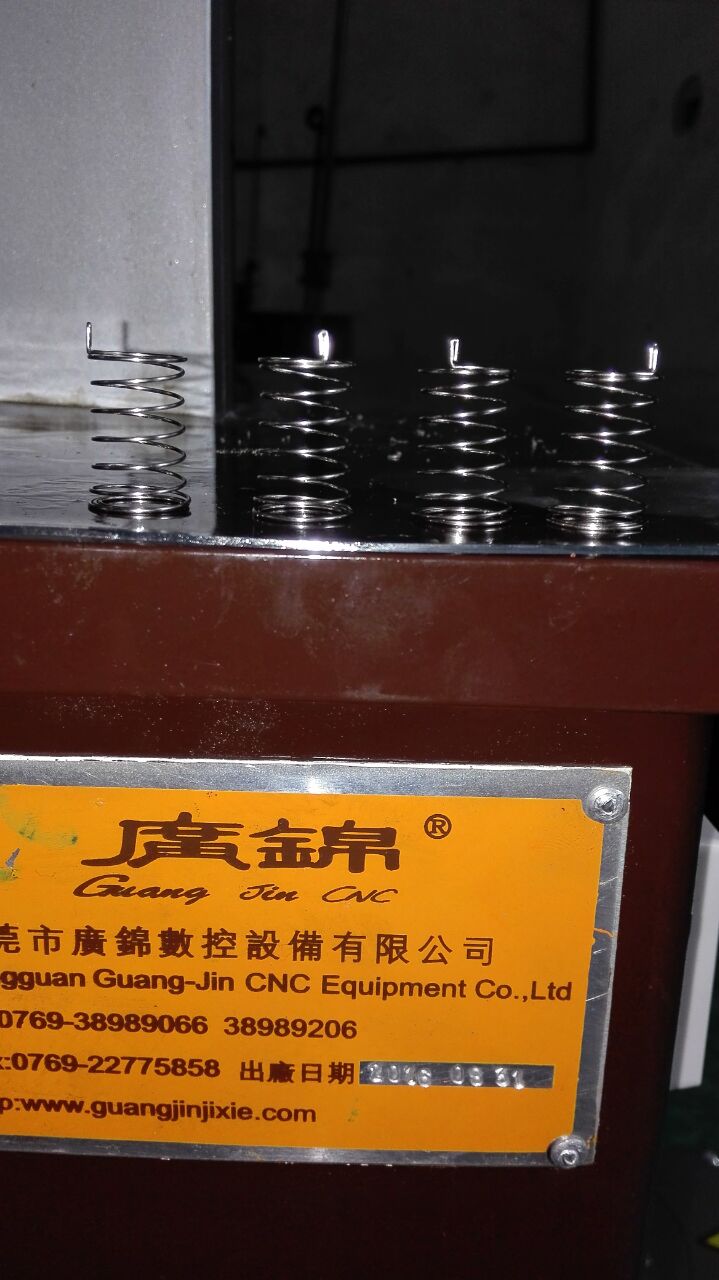 廣錦®
Guang Jin CNC
莞市廣錦數控設備有限公司
gguan Guang-Jin CNC Equipment Co.,Ltd
0769-38989066 38989206
x:0769-22775858 出廠日期
p:www.guangjinjixie.com